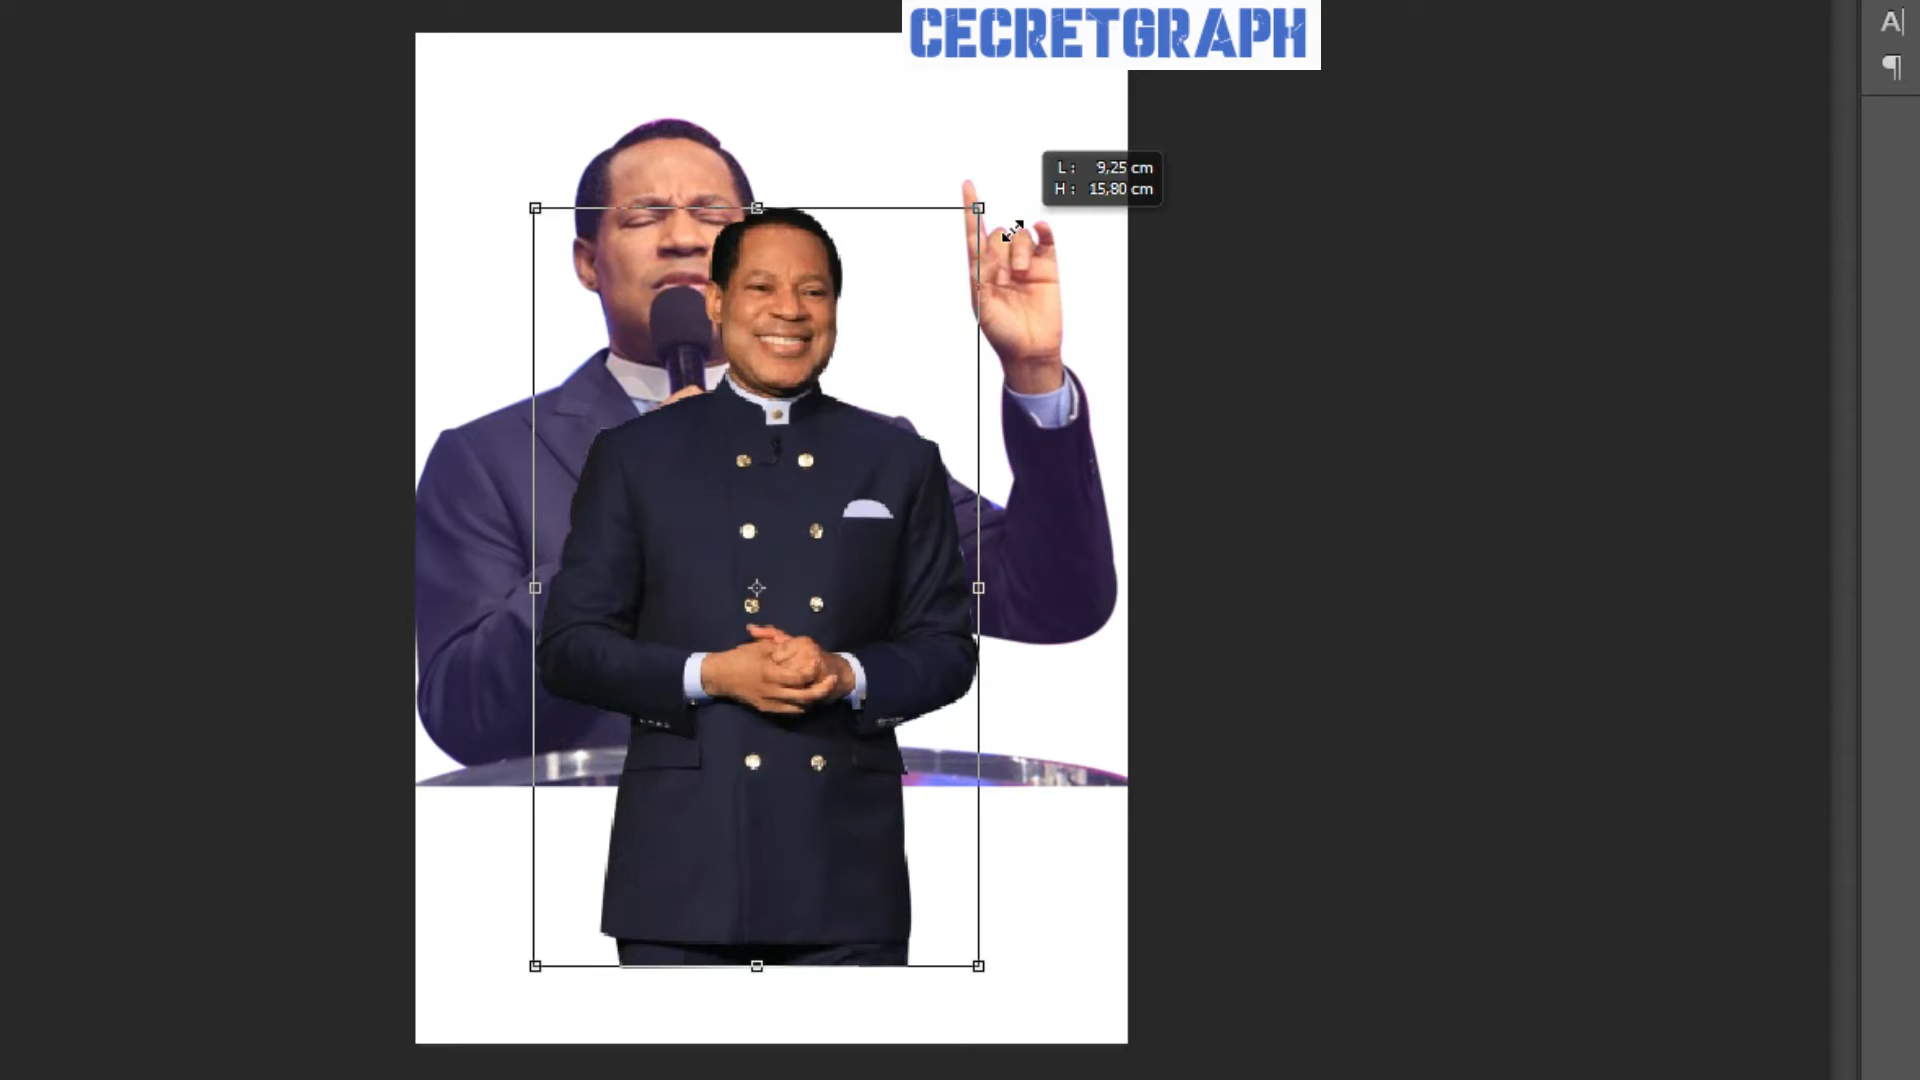 CECRETGRAPH
A|
¶
L : 9,25 cm
H : 15,80 cm